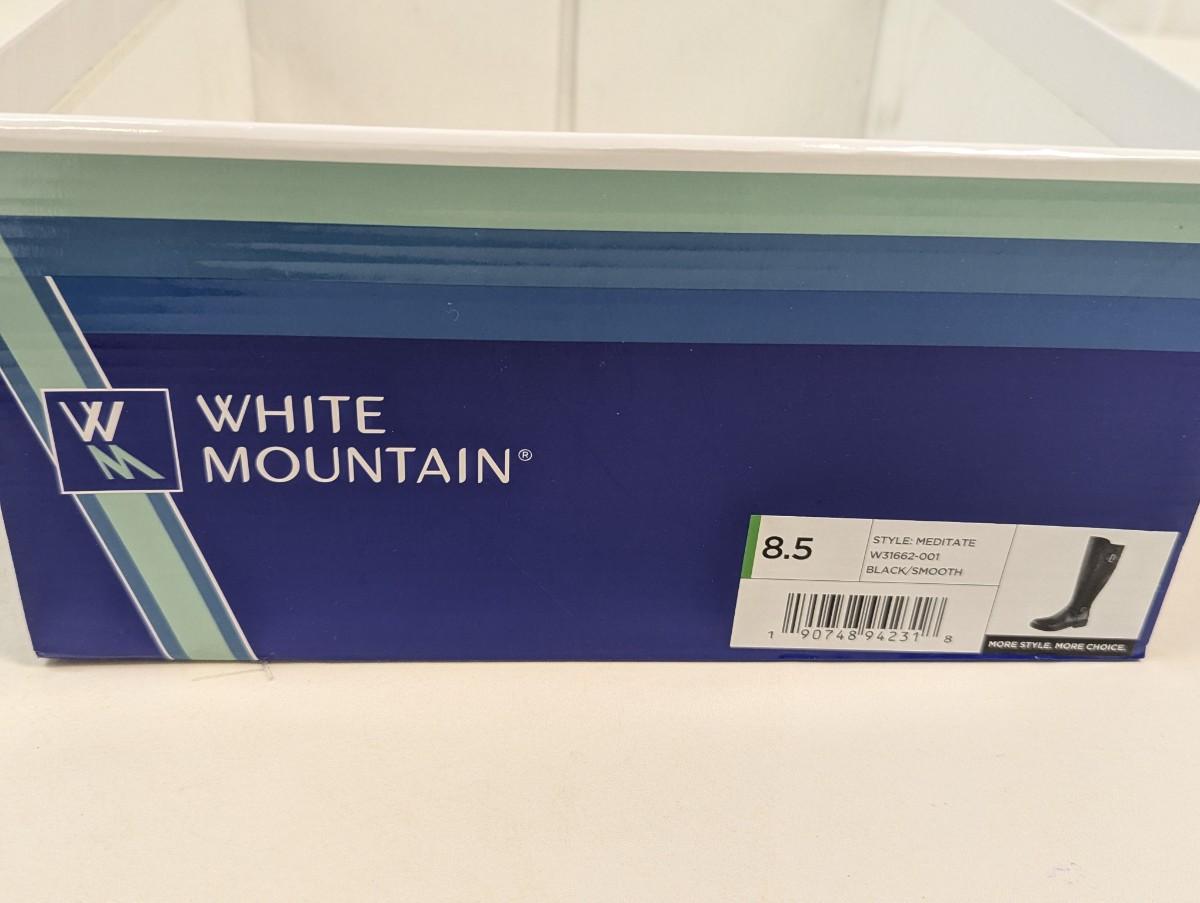 WM
WHITE
MOUNTAIN®
8.5
STYLE: MEDITATE
W31662-001
BLACK/SMOOTH
1 90748 94231 8
MORE STYLE. MORE CHOICE.